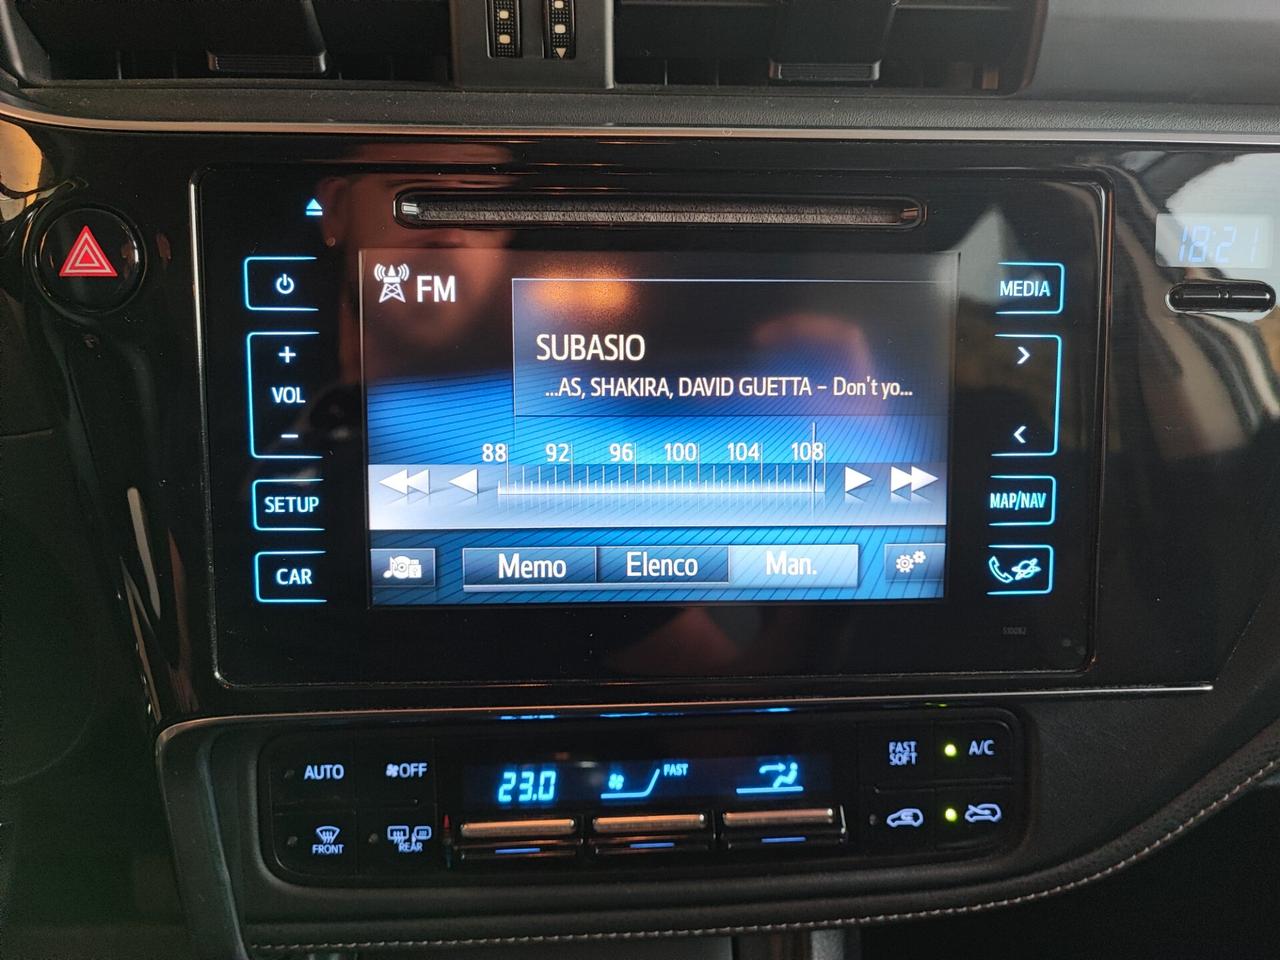 18:21
FM
MEDIA
SUBASIO
...AS, SHAKIRA, DAVID GUETTA - Don't yo...
+
VOL
-
>
<
88 92 96 100 104 108
SETUP
MAP/NAV
Memo Elenco Man.
CAR
AUTO
OFF
23.0
FAST
FAST
SOFT
A/C
FRONT
REAR